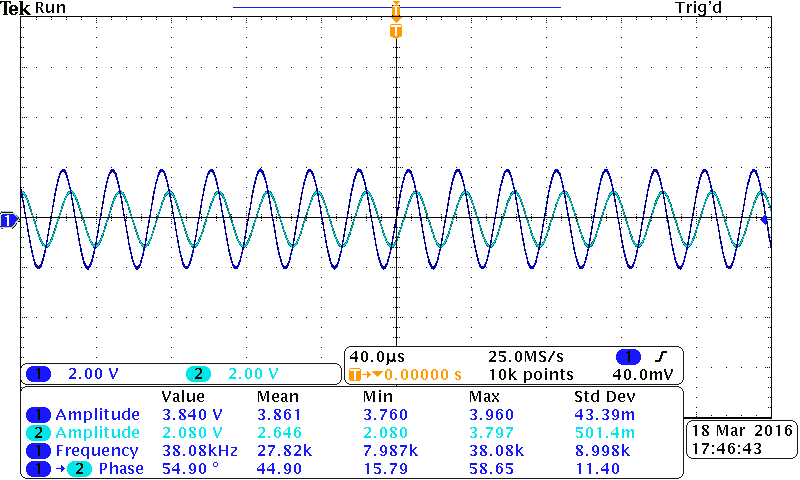 Tek Run Trig'd
T
T
1
1 2.00 V 2 2.00 V
40.0µs 25.0MS/s 1
T→▼0.00000 s 10k points 40.0mV
Value Mean Min Max Std Dev
1 Amplitude 3.840 V 3.861 3.760 3.960 43.39m
2 Amplitude 2.080 V 2.646 2.080 3.797 501.4m
1 Frequency 38.08kHz 27.82k 7.987k 38.08k 8.998k
1 → 2 Phase 54.90 ° 44.90 15.79 58.65 11.40
18 Mar 2016
17:46:43